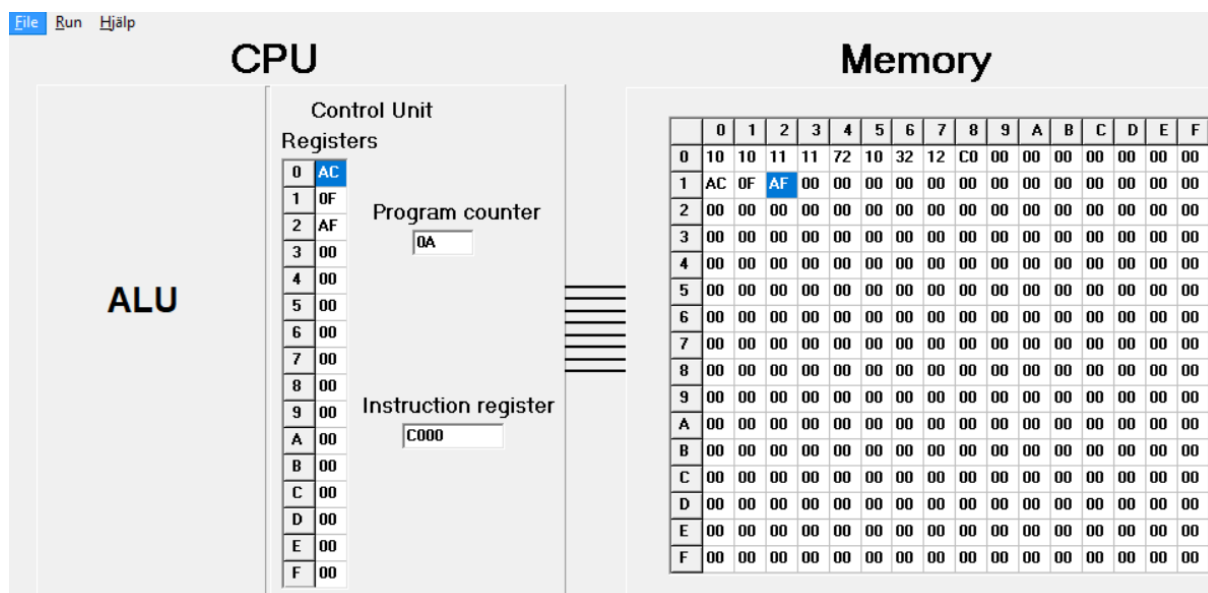 File Run Hjälp
CPU
Memory
Control Unit
Registers
0 AC
1 0F
2 AF
3 00
4 00
5 00
6 00
7 00
8 00
9 00
A 00
B 00
C 00
D 00
E 00
F 00
Program counter
0A
Instruction register
C000
ALU
0 1 2 3 4 5 6 7 8 9 A B C D E F
0 10 10 11 11 72 10 32 12 C0 00 00 00 00 00 00 00
1 AC 0F AF 00 00 00 00 00 00 00 00 00 00 00 00 00
2 00 00 00 00 00 00 00 00 00 00 00 00 00 00 00 00
3 00 00 00 00 00 00 00 00 00 00 00 00 00 00 00 00
4 00 00 00 00 00 00 00 00 00 00 00 00 00 00 00 00
5 00 00 00 00 00 00 00 00 00 00 00 00 00 00 00 00
6 00 00 00 00 00 00 00 00 00 00 00 00 00 00 00 00
7 00 00 00 00 00 00 00 00 00 00 00 00 00 00 00 00
8 00 00 00 00 00 00 00 00 00 00 00 00 00 00 00 00
9 00 00 00 00 00 00 00 00 00 00 00 00 00 00 00 00
A 00 00 00 00 00 00 00 00 00 00 00 00 00 00 00 00
B 00 00 00 00 00 00 00 00 00 00 00 00 00 00 00 00
C 00 00 00 00 00 00 00 00 00 00 00 00 00 00 00 00
D 00 00 00 00 00 00 00 00 00 00 00 00 00 00 00 00
E 00 00 00 00 00 00 00 00 00 00 00 00 00 00 00 00
F 00 00 00 00 00 00 00 00 00 00 00 00 00 00 00 00